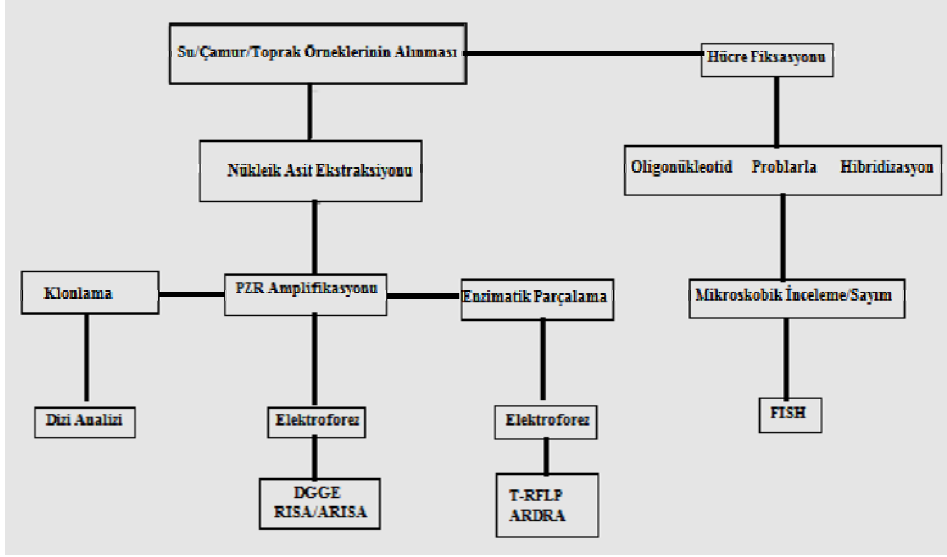 Su/Çamur/Toprak Örneklerinin Alınması
Hücre Fiksasyonu
Nükleik Asit Ekstraksiyonu
Oligonükleotid Problarla Hibridizasyon
Klonlama
PZR Amplifikasyonu
Enzimatik Parçalama
Mikroskobik İnceleme/Sayım
Dizi Analizi
Elektroforez
Elektroforez
FISH
DGGE
RISA/ARISA
T-RFLP
ARDRA